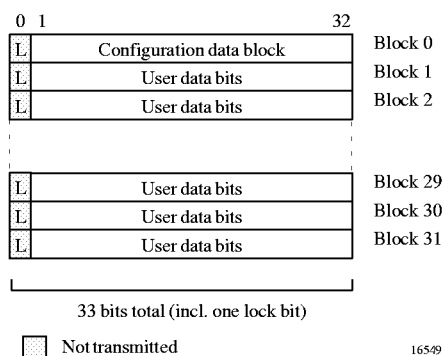 0 1 32
L Configuration data block Block 0
L User data bits Block 1
L User data bits Block 2
L User data bits Block 29
L User data bits Block 30
L User data bits Block 31
33 bits total (incl. one lock bit)
Not transmitted
16549